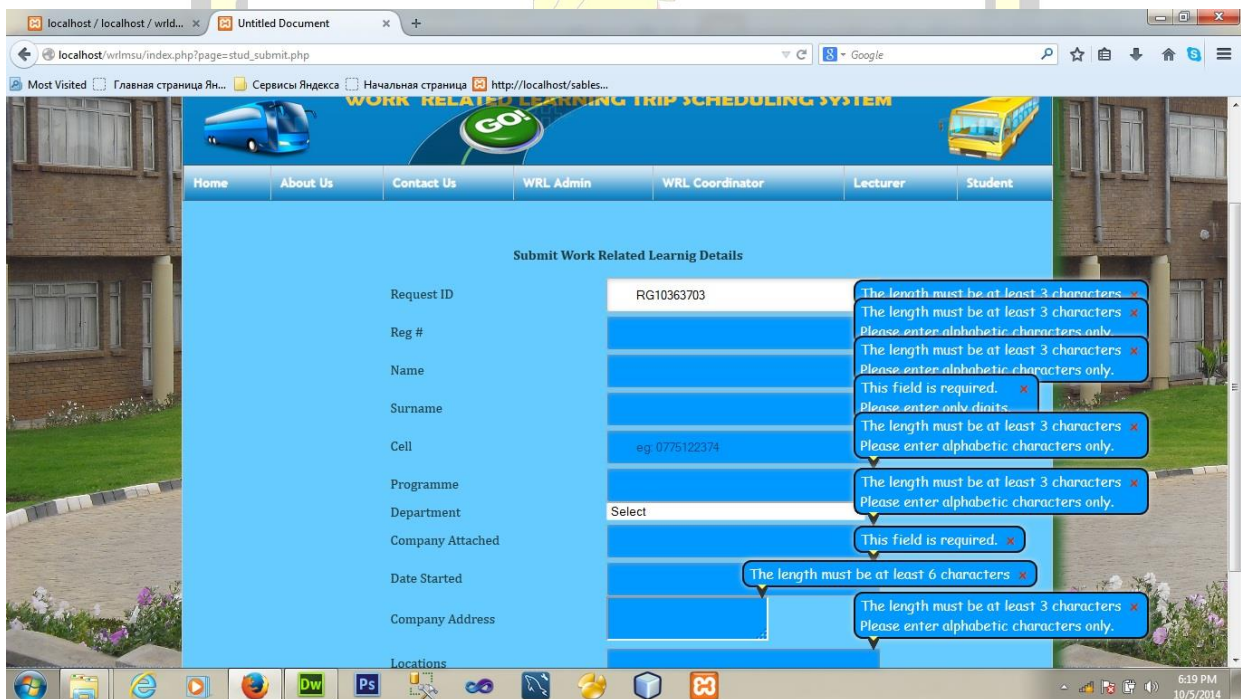 localhost / localhost / wrld...
Untitled Document
localhost/wrlmsu/index.php?page=stud_submit.php
Google
Most Visited
Главная страница Ян...
Сервисы Яндекса
Начальная страница
http://localhost/sables...
WORK RELATED LEARNING TRIP SCHEDULING SYSTEM
GO!
Home About Us Contact Us WRL Admin WRL Coordinator Lecturer Student
Submit Work Related Learnig Details
Request ID RG10363703
The length must be at least 3 characters
The length must be at least 3 characters
Please enter alphabetic characters only.
Reg #
The length must be at least 3 characters
Please enter alphabetic characters only.
Name
This field is required.
Please enter only digits.
Surname
The length must be at least 3 characters
Please enter alphabetic characters only.
Cell eg: 0775122374
The length must be at least 3 characters
Please enter alphabetic characters only.
Programme
Department Select
Company Attached
This field is required.
Date Started
The length must be at least 6 characters
Company Address
The length must be at least 3 characters
Please enter alphabetic characters only.
Locations
Dw
Ps
6:19 PM
10/5/2014